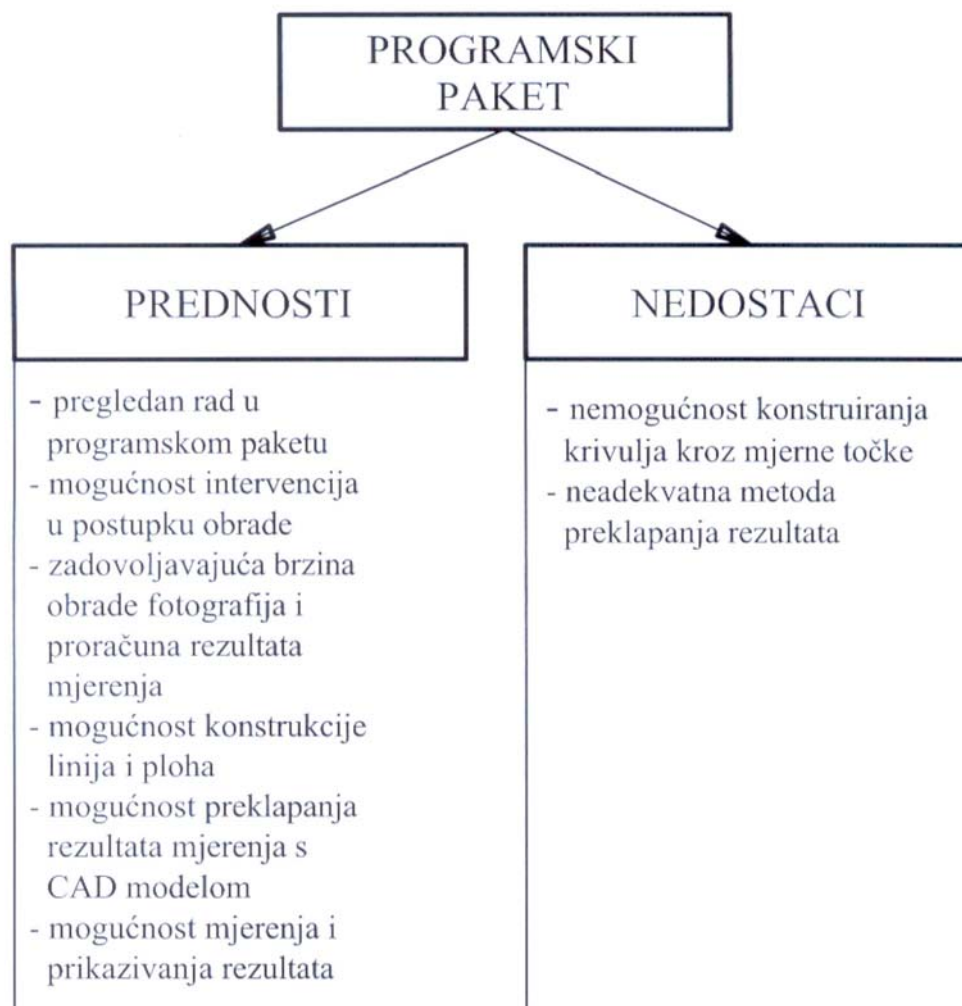 PROGRAMSKI
PAKET
PREDNOSTI
- pregledan rad u
programskom paketu
- mogućnost intervencija
u postupku obrade
- zadovoljavajuća brzina
obrade fotografija i
proračuna rezultata
mjerenja
- mogućnost konstrukcije
linija i ploha
- mogućnost preklapanja
rezultata mjerenja s
CAD modelom
- mogućnost mjerenja i
prikazivanja rezultata
NEDOSTACI
- nemogućnost konstruiranja
krivulja kroz mjerne točke
- neadekvatna metoda
preklapanja rezultata